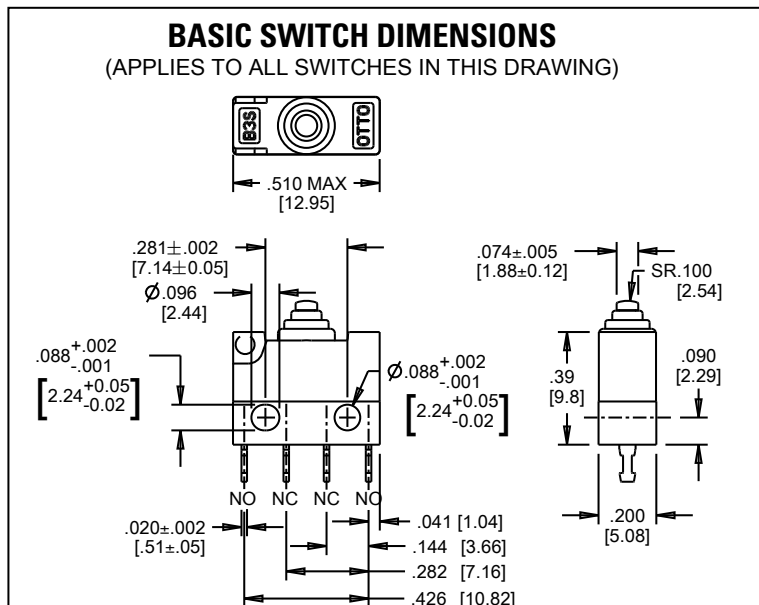 BASIC SWITCH DIMENSIONS
(APPLIES TO ALL SWITCHES IN THIS DRAWING)
B3S
OTTO
.510 MAX
[12.95]
.281±.002
[7.14±0.05]
Ø.096
[2.44]
.088 +.002
-.001
[2.24 +0.05
-0.02]
Ø.088 +.002
-.001
[2.24 +0.05
-0.02]
.074±.005
[1.88±0.12]
SR.100
[2.54]
.39
[9.8]
.090
[2.29]
NO NC NC NO
.020±.002
[.51±.05]
.041 [1.04]
.144 [3.66]
.282 [7.16]
.426 [10.82]
.200
[5.08]